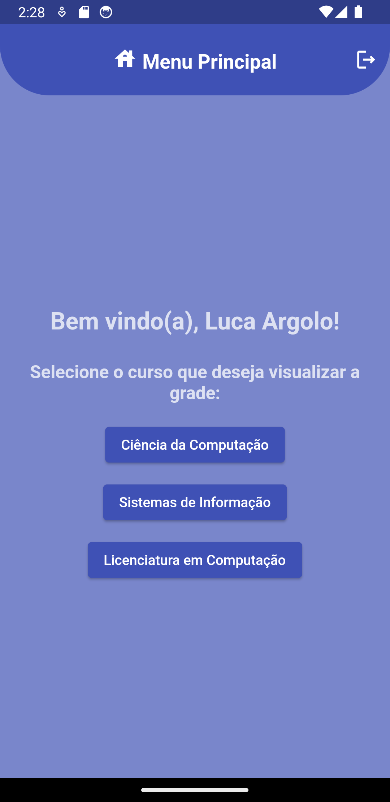 2:28
Menu Principal
Bem vindo(a), Luca Argolo!
Selecione o curso que deseja visualizar a
grade:
Ciência da Computação
Sistemas de Informação
Licenciatura em Computação